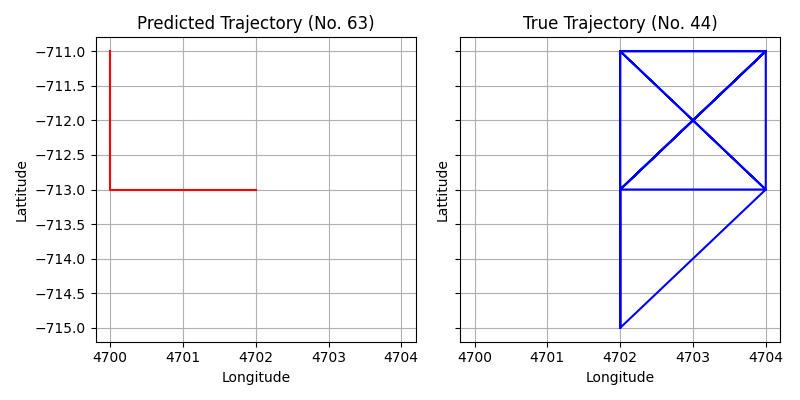 Predicted Trajectory (No. 63)
True Trajectory (No. 44)
−711.0
−711.5
−712.0
−712.5
−713.0
−713.5
−714.0
−714.5
−715.0
Lattitude
Lattitude
4700 4701 4702 4703 4704
4700 4701 4702 4703 4704
Longitude
Longitude